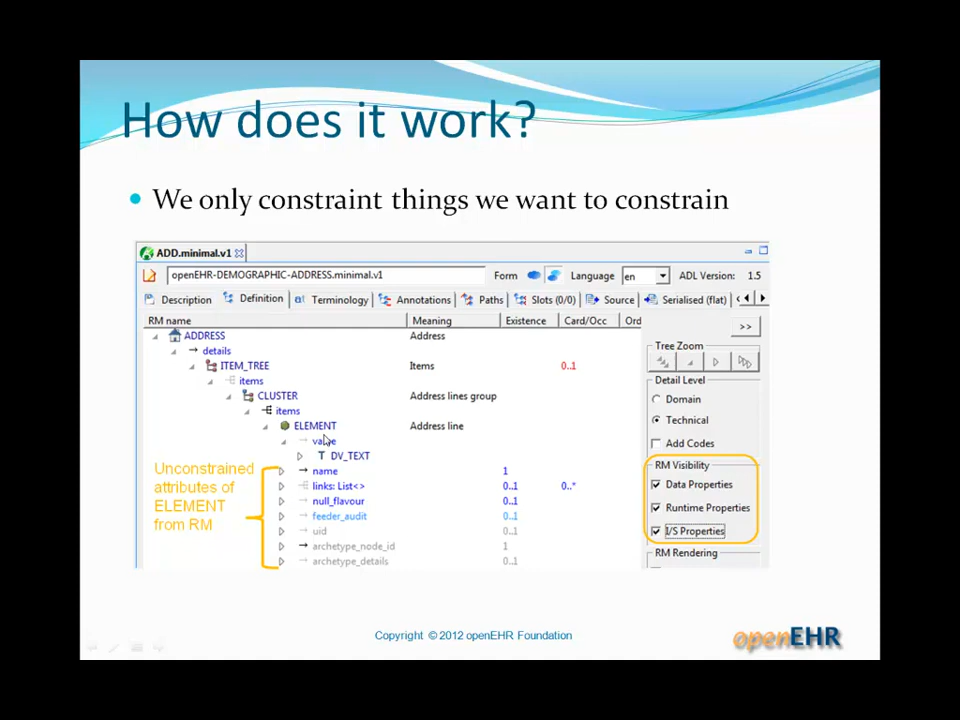 How does it work?
We only constraint things we want to constrain
ADD.minimal.v1
openEHR-DEMOGRAPHIC-ADDRESS.minimal.v1 Form Language en ADL Version: 1.5
Description Definition Terminology Annotations Paths Slots (0/0) Source Serialised (flat)
RM name Meaning Existence Card/Occ Ord >>
ADDRESS Address
details
ITEM_TREE Items 0..1
items
CLUSTER Address lines group
items
ELEMENT Address line
value
DV_TEXT
name 1
links: List<> 0..1 0..*
null_flavour 0..1
feeder_audit 0..1
uid 0..1
archetype_node_id 1
archetype_details 0..1
Unconstrained
attributes of
ELEMENT
from RM
Tree Zoom
Detail Level
Domain
Technical
Add Codes
RM Visibility
Data Properties
Runtime Properties
I/S Properties
RM Rendering
Copyright © 2012 openEHR Foundation
openEHR